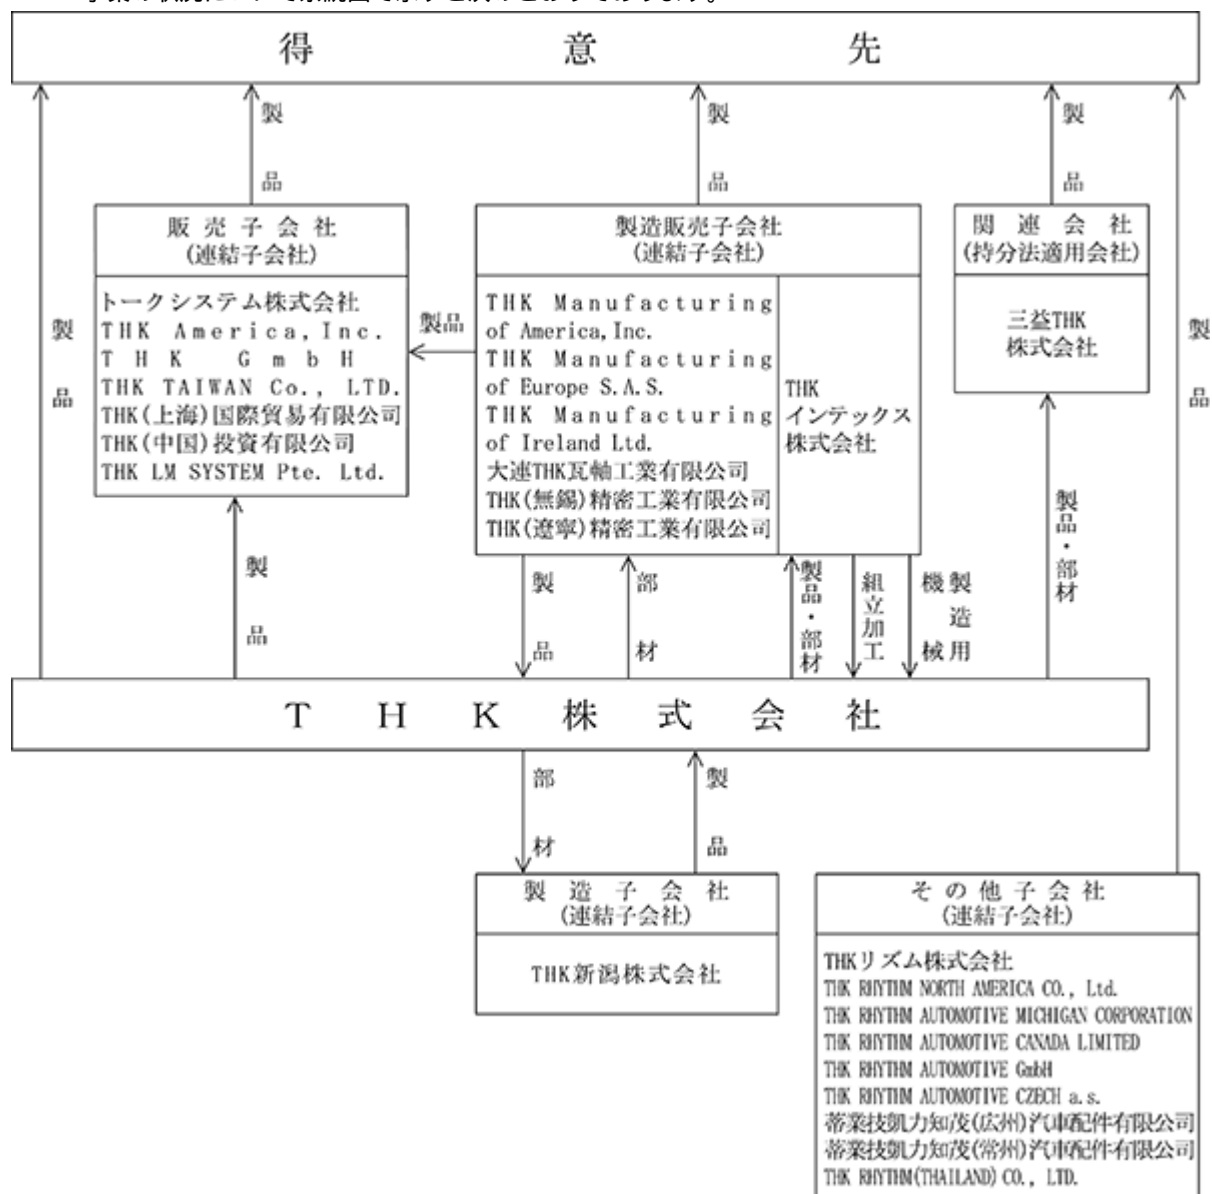 得意先
製品
製品
製品
製品
製品
販売子会社
(連結子会社)
トークシステム株式会社
THK America,Inc.
THK GmbH
THK TAIWAN Co., LTD.
THK(上海)国際貿易有限公司
THK(中国)投資有限公司
THK LM SYSTEM Pte. Ltd.
製品
製造販売子会社
(連結子会社)
THK Manufacturing
of America,Inc.
THK Manufacturing
of Europe S.A.S.
THK Manufacturing
of Ireland Ltd.
大連THK瓦軸工業有限公司
THK(無錫)精密工業有限公司
THK(遼寧)精密工業有限公司
THK
インテックス
株式会社
関連会社
(持分法適用会社)
三益THK
株式会社
製品
製品
部材
製品・部材
組立加工
製造用
機械
製品・部材
THK株式会社
部材
製品
製造子会社
(連結子会社)
THK新潟株式会社
その他子会社
(連結子会社)
THKリズム株式会社
THK RHYTHM NORTH AMERICA CO., Ltd.
THK RHYTHM AUTOMOTIVE MICHIGAN CORPORATION
THK RHYTHM AUTOMOTIVE CANADA LIMITED
THK RHYTHM AUTOMOTIVE GmbH
THK RHYTHM AUTOMOTIVE CZECH a.s.
蒂業技凱力知茂(広州)汽車配件有限公司
蒂業技凱力知茂(常州)汽車配件有限公司
THK RHYTHM(THAILAND) CO., LTD.